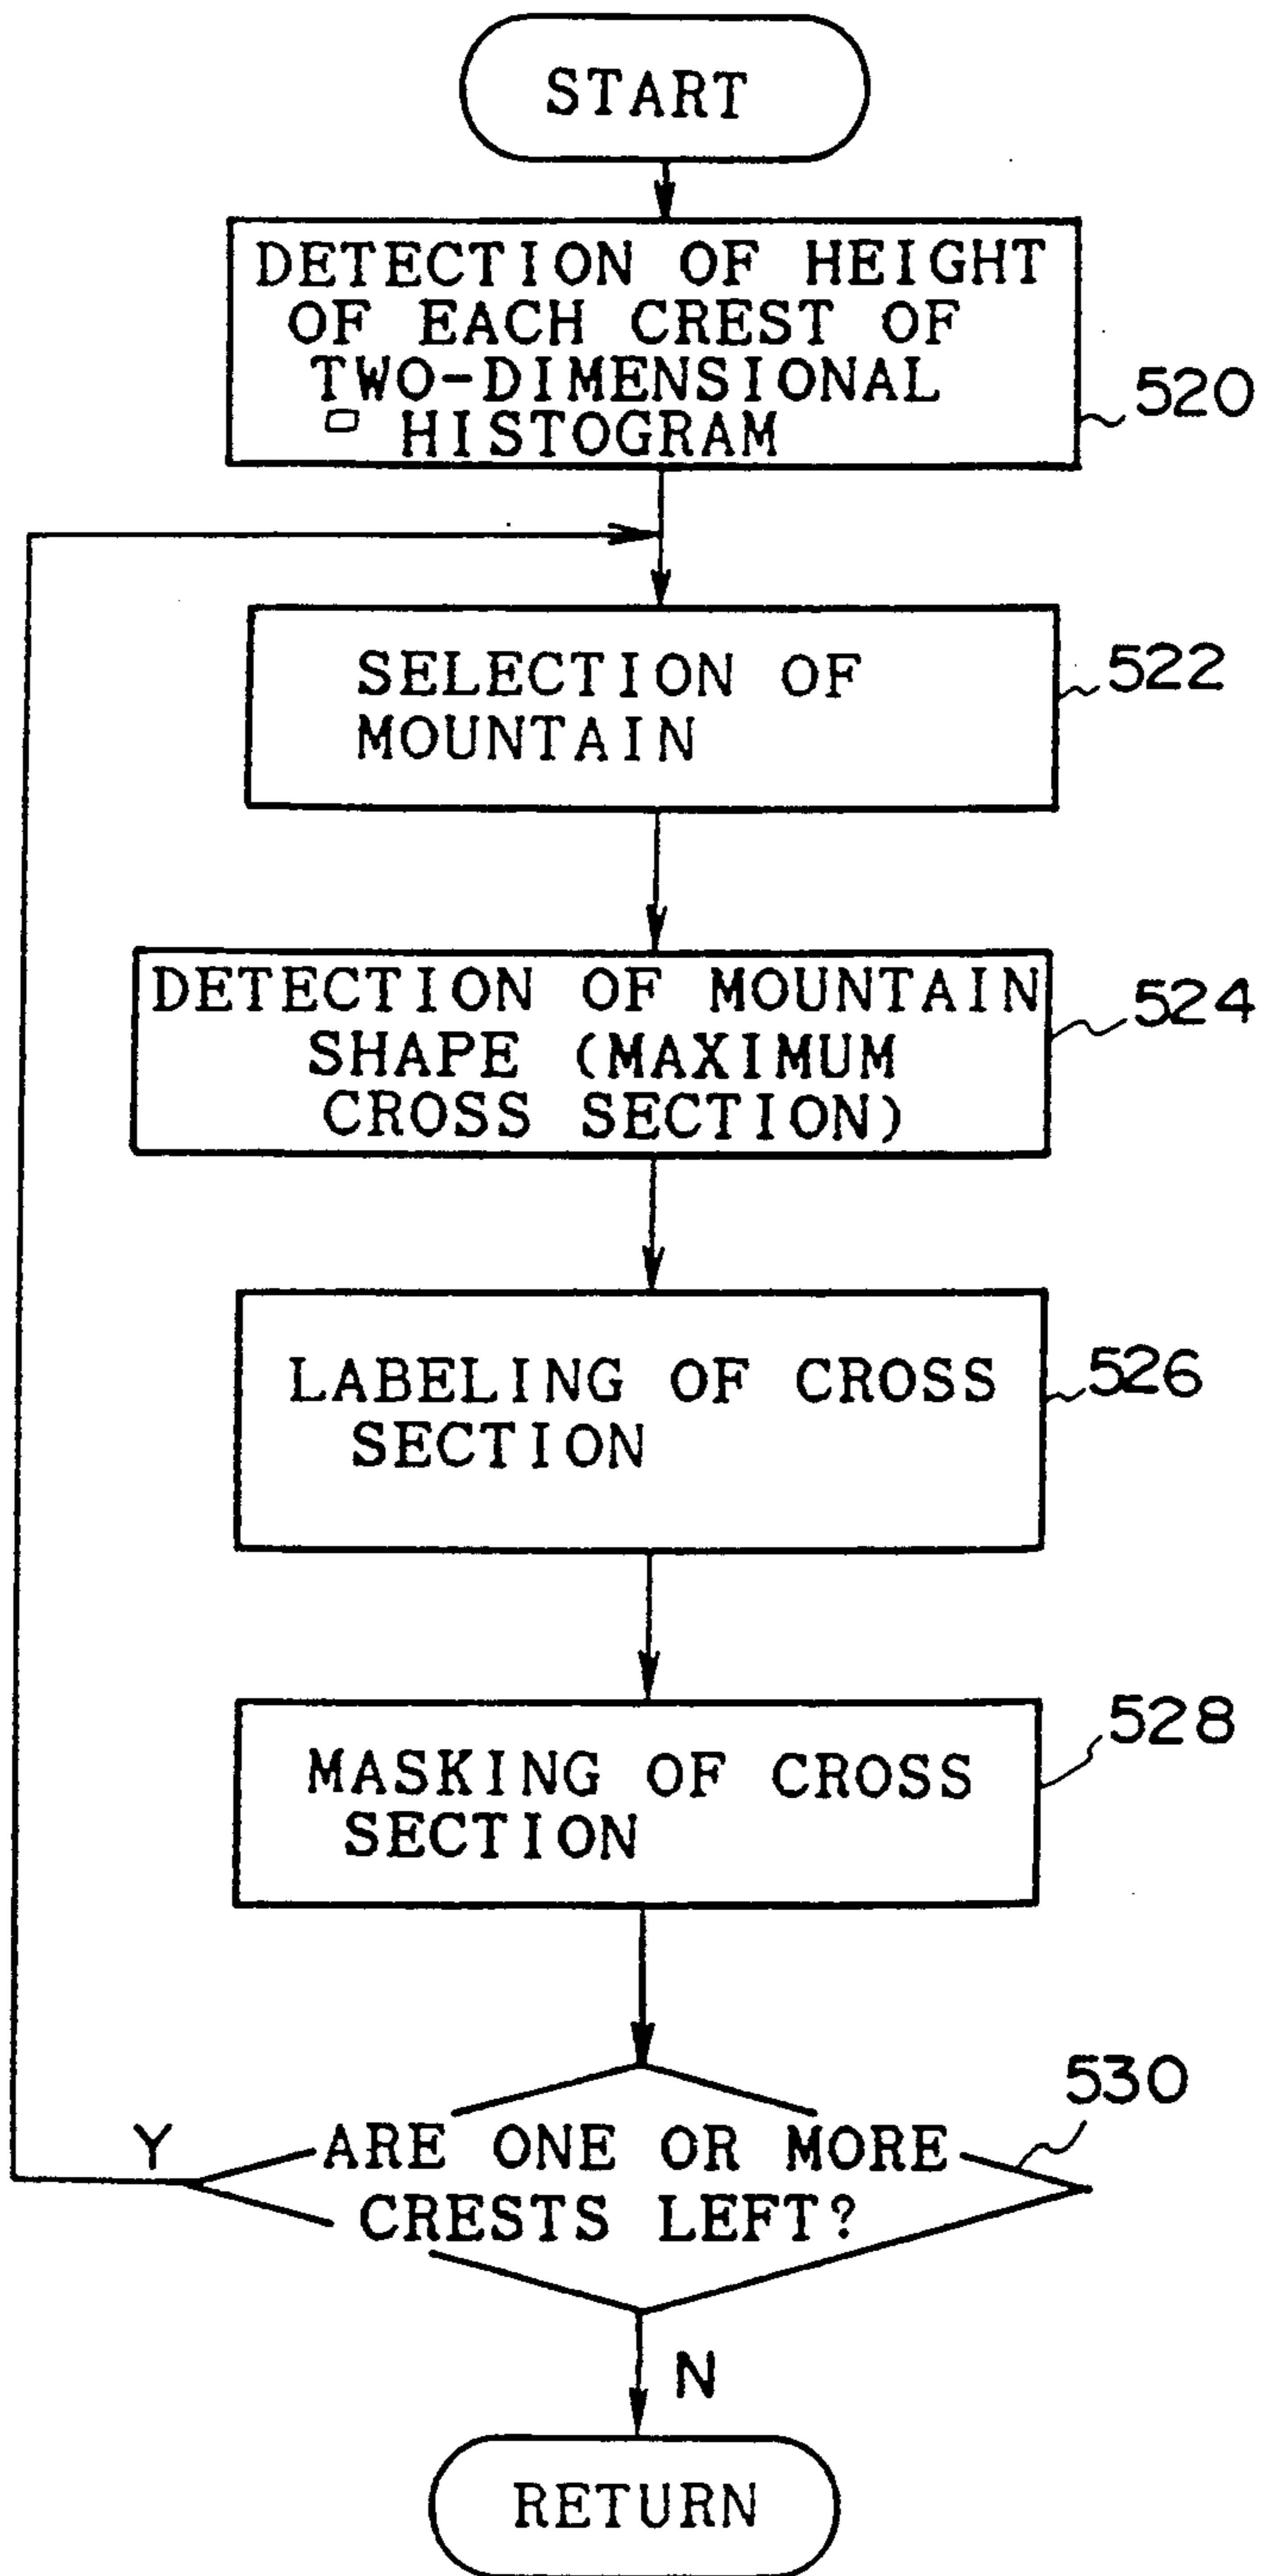 START
DETECTION OF HEIGHT
OF EACH CREST OF
TWO-DIMENSIONAL
HISTOGRAM
520
SELECTION OF
MOUNTAIN
522
DETECTION OF MOUNTAIN
SHAPE (MAXIMUM
CROSS SECTION)
524
LABELING OF CROSS
SECTION
526
MASKING OF CROSS
SECTION
528
ARE ONE OR MORE
CRESTS LEFT?
530
Y
N
RETURN